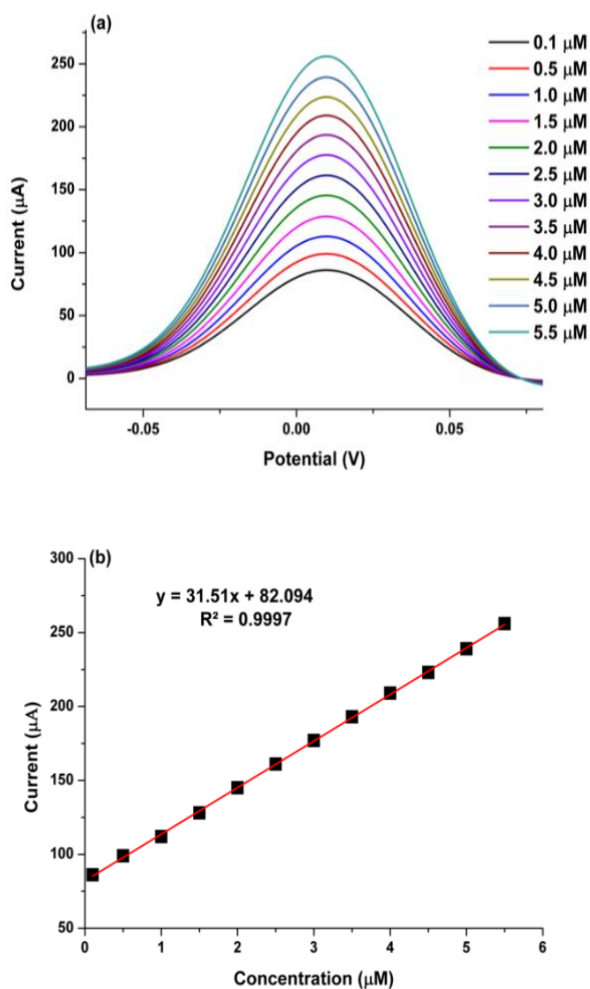 (a)
250
200
150
100
50
0
Current (μA)
-0.05
0.00
0.05
Potential (V)
0.1 μM
0.5 μM
1.0 μM
1.5 μM
2.0 μM
2.5 μM
3.0 μM
3.5 μM
4.0 μM
4.5 μM
5.0 μM
5.5 μM
(b)
y = 31.51x + 82.094
R² = 0.9997
300
250
200
150
100
50
Current (μA)
0 1 2 3 4 5 6
Concentration (μM)